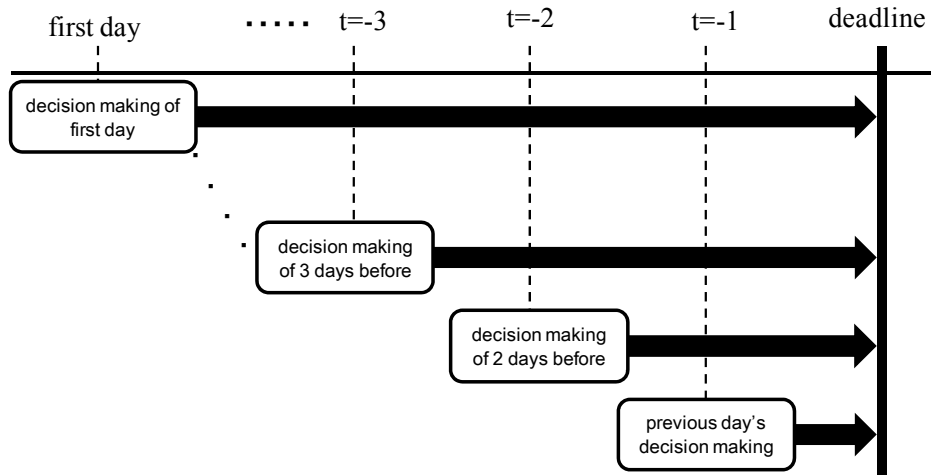 first day ..... t=-3 t=-2 t=-1 deadline
decision making of
first day
decision making
of 3 days before
decision making
of 2 days before
previous day's
decision making